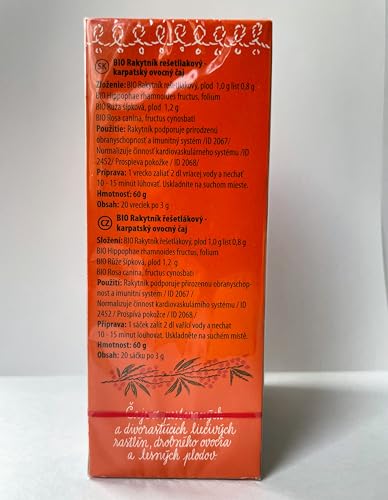 SK BIO Rakytník rešetliakový -
karpatský ovocný čaj
Zloženie: BIO Rakytník rešetliakový, plod 1,0 g list 0,8 g
BIO Hippophae rhamnoides fructus, folium
BIO Ruža šípková, plod 1,2 g
BIO Rosa canina, fructus cynosbati
Použitie: Rakytník podporuje prirodzenú
obranyschopnosť a imunitný systém /ID 2067/
Normalizuje činnosť kardiovaskulárneho systému /ID
2452/ Prospieva pokožke / ID 2068/
Príprava: 1 vrecko zaliť 2 dl vriacej vody a nechať
10 - 15 minút lúhovať. Uskladnite na suchom mieste.
Hmotnosť: 60 g
Obsah: 20 vreciek po 3 g
CZ BIO Rakytník řešetlákový -
karpatský ovocný čaj
Složení: BIO Rakytník řešetlákový, plod 1,0 g list 0,8 g
BIO Hippophae rhamnoides fructus, folium
BIO Růže šípková, plod 1,2 g
BIO Rosa canina, fructus cynosbati
Použití: Rakytník podporuje přirozenou obranyschop-
nost a imunitní systém / ID 2067 /
Normalizuje činnost kardiovaskulárního systému / ID
2452 / Prospívá pokožce / ID 2068 /
Příprava: 1 sáček zalít 2 dl vařící vody a nechat
10 - 15 minut louhovat. Uskladněte na suchém místě.
Hmotnost: 60 g
Obsah: 20 sáčku po 3 g
Čaje z pestovaných
a divorastúcich liečivých
rastlín, drobného ovocia
a lesných plodov